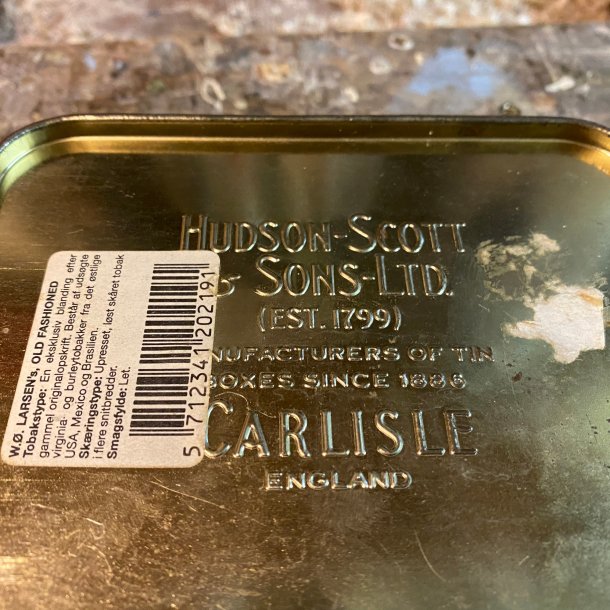 HUDSON-SCOTT
& SONS-LTD.
(EST. 1799)
MANUFACTURERS OF TIN
BOXES SINCE 1886
CARLISLE
ENGLAND
W.Ø. LARSEN's, OLD FASHIONED
Tobakstype: En eksklusiv blanding efter
gammel originalopskrift. Består af udsøgte
virginia- og burleytobakker fra det østlige
USA, Mexico og Brasilien.
Skæringstype: Upresset, løst skåret tobak
i flere snitbredder.
Smagsfylde: Let.
5 712341 202191